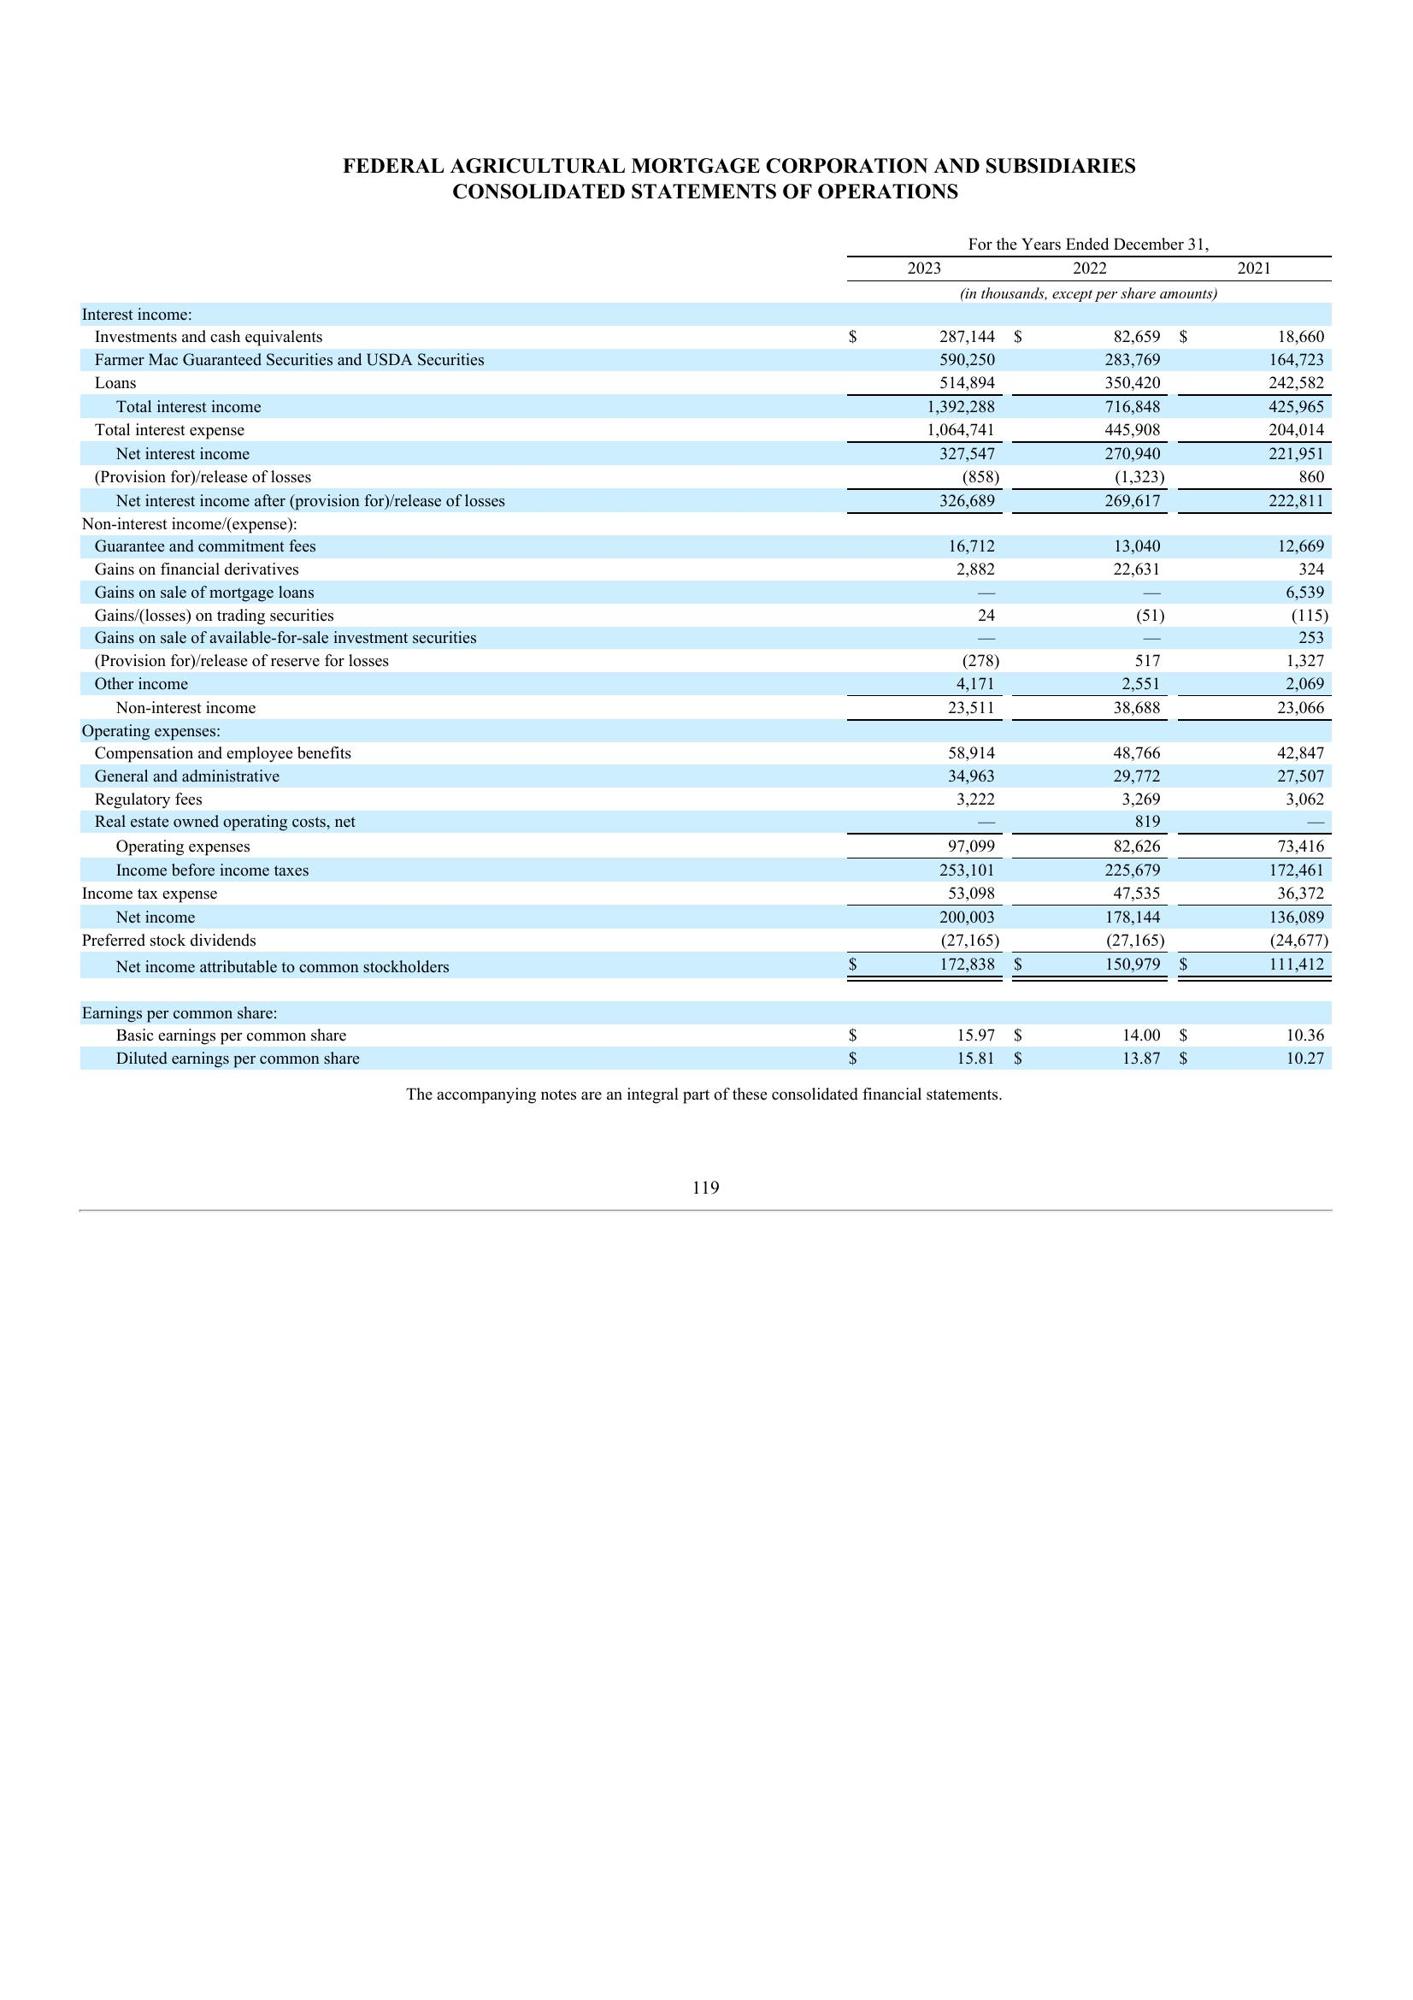 FEDERAL AGRICULTURAL MORTGAGE CORPORATION AND SUBSIDIARIES
CONSOLIDATED STATEMENTS OF OPERATIONS
For the Years Ended December 31,
2023 2022 2021
(in thousands, except per share amounts)
Interest income:
Investments and cash equivalents $ 287,144 $ 82,659 $ 18,660
Farmer Mac Guaranteed Securities and USDA Securities 590,250 283,769 164,723
Loans 514,894 350,420 242,582
Total interest income 1,392,288 716,848 425,965
Total interest expense 1,064,741 445,908 204,014
Net interest income 327,547 270,940 221,951
(Provision for)/release of losses (858) (1,323) 860
Net interest income after (provision for)/release of losses 326,689 269,617 222,811
Non-interest income/(expense):
Guarantee and commitment fees 16,712 13,040 12,669
Gains on financial derivatives 2,882 22,631 324
Gains on sale of mortgage loans — — 6,539
Gains/(losses) on trading securities 24 (51) (115)
Gains on sale of available-for-sale investment securities — — 253
(Provision for)/release of reserve for losses (278) 517 1,327
Other income 4,171 2,551 2,069
Non-interest income 23,511 38,688 23,066
Operating expenses:
Compensation and employee benefits 58,914 48,766 42,847
General and administrative 34,963 29,772 27,507
Regulatory fees 3,222 3,269 3,062
Real estate owned operating costs, net — 819 —
Operating expenses 97,099 82,626 73,416
Income before income taxes 253,101 225,679 172,461
Income tax expense 53,098 47,535 36,372
Net income 200,003 178,144 136,089
Preferred stock dividends (27,165) (27,165) (24,677)
Net income attributable to common stockholders $ 172,838 $ 150,979 $ 111,412
Earnings per common share:
Basic earnings per common share $ 15.97 $ 14.00 $ 10.36
Diluted earnings per common share $ 15.81 $ 13.87 $ 10.27
The accompanying notes are an integral part of these consolidated financial statements.
119